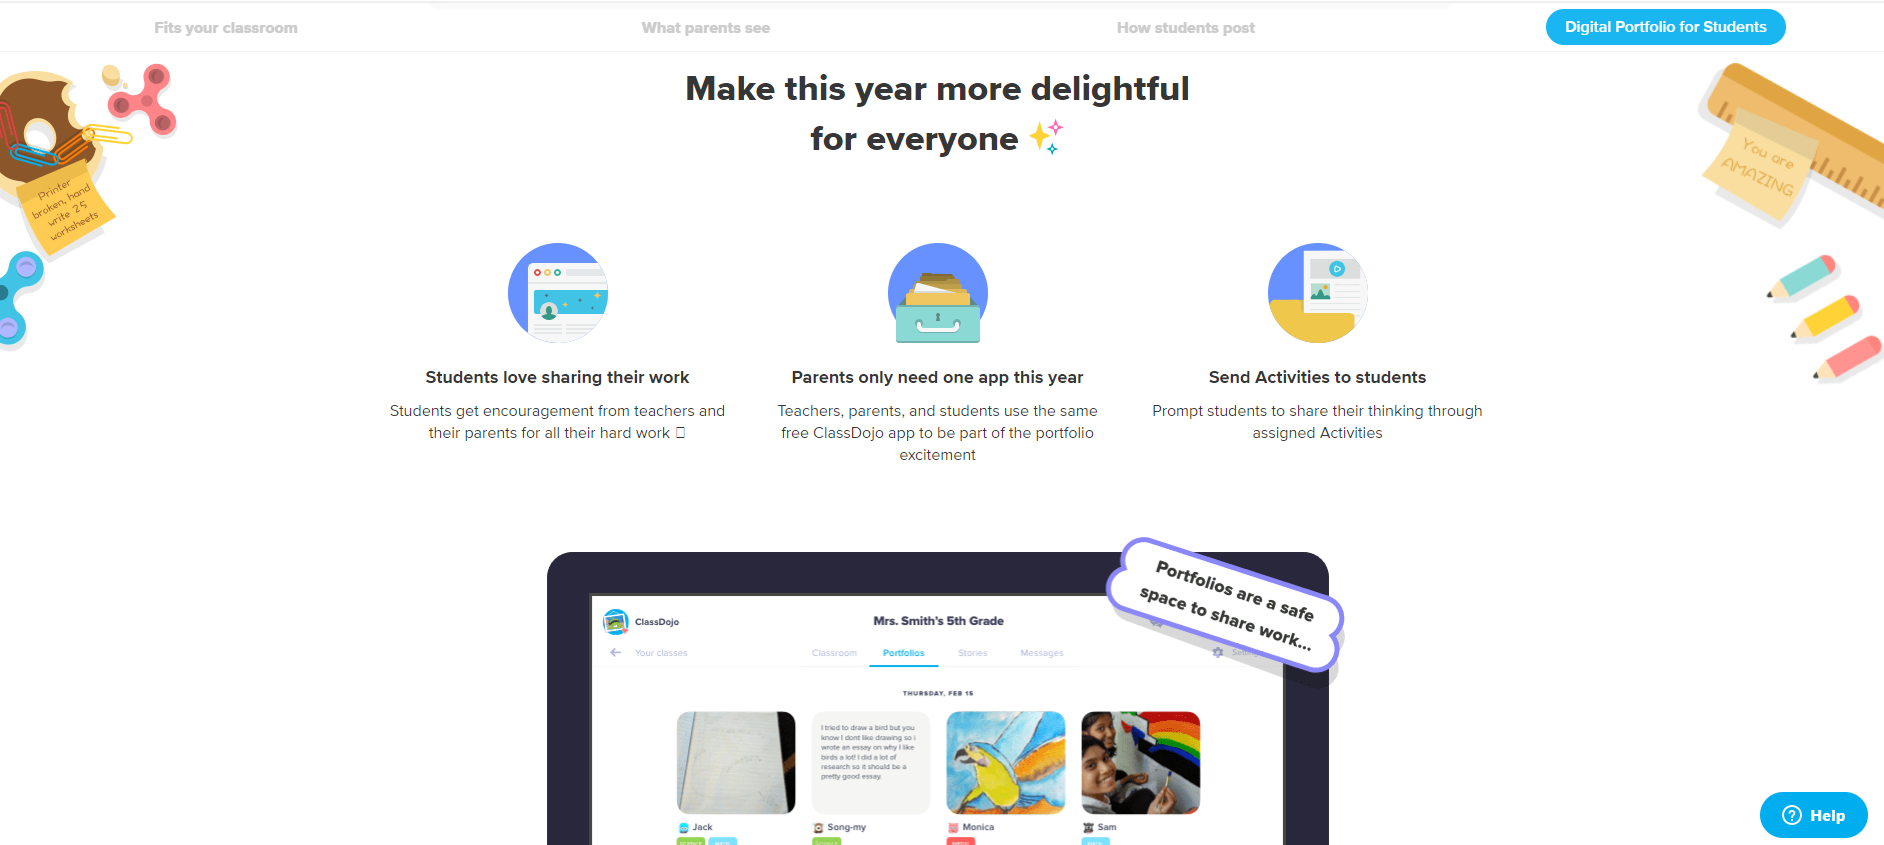 Fits your classroom
What parents see
How students post
Digital Portfolio for Students
Make this year more delightful
for everyone
Printer
broken, hand
write 25
worksheets
You are
AMAZING
Students love sharing their work
Students get encouragement from teachers and
their parents for all their hard work
Parents only need one app this year
Teachers, parents, and students use the same
free ClassDojo app to be part of the portfolio
excitement
Send Activities to students
Prompt students to share their thinking through
assigned Activities
Portfolios are a safe
space to share work...
ClassDojo
Mrs. Smith's 5th Grade
Your classes
Classroom
Portfolios
Stories
Messages
THURSDAY, FEB 15
I tried to draw a bird but you
know I dont like drawing so i
wrote an essay on why I like
birds a lot! I did a lot of
research so it should be a
pretty good essay.
Jack
Song-my
Monica
Sam
Help